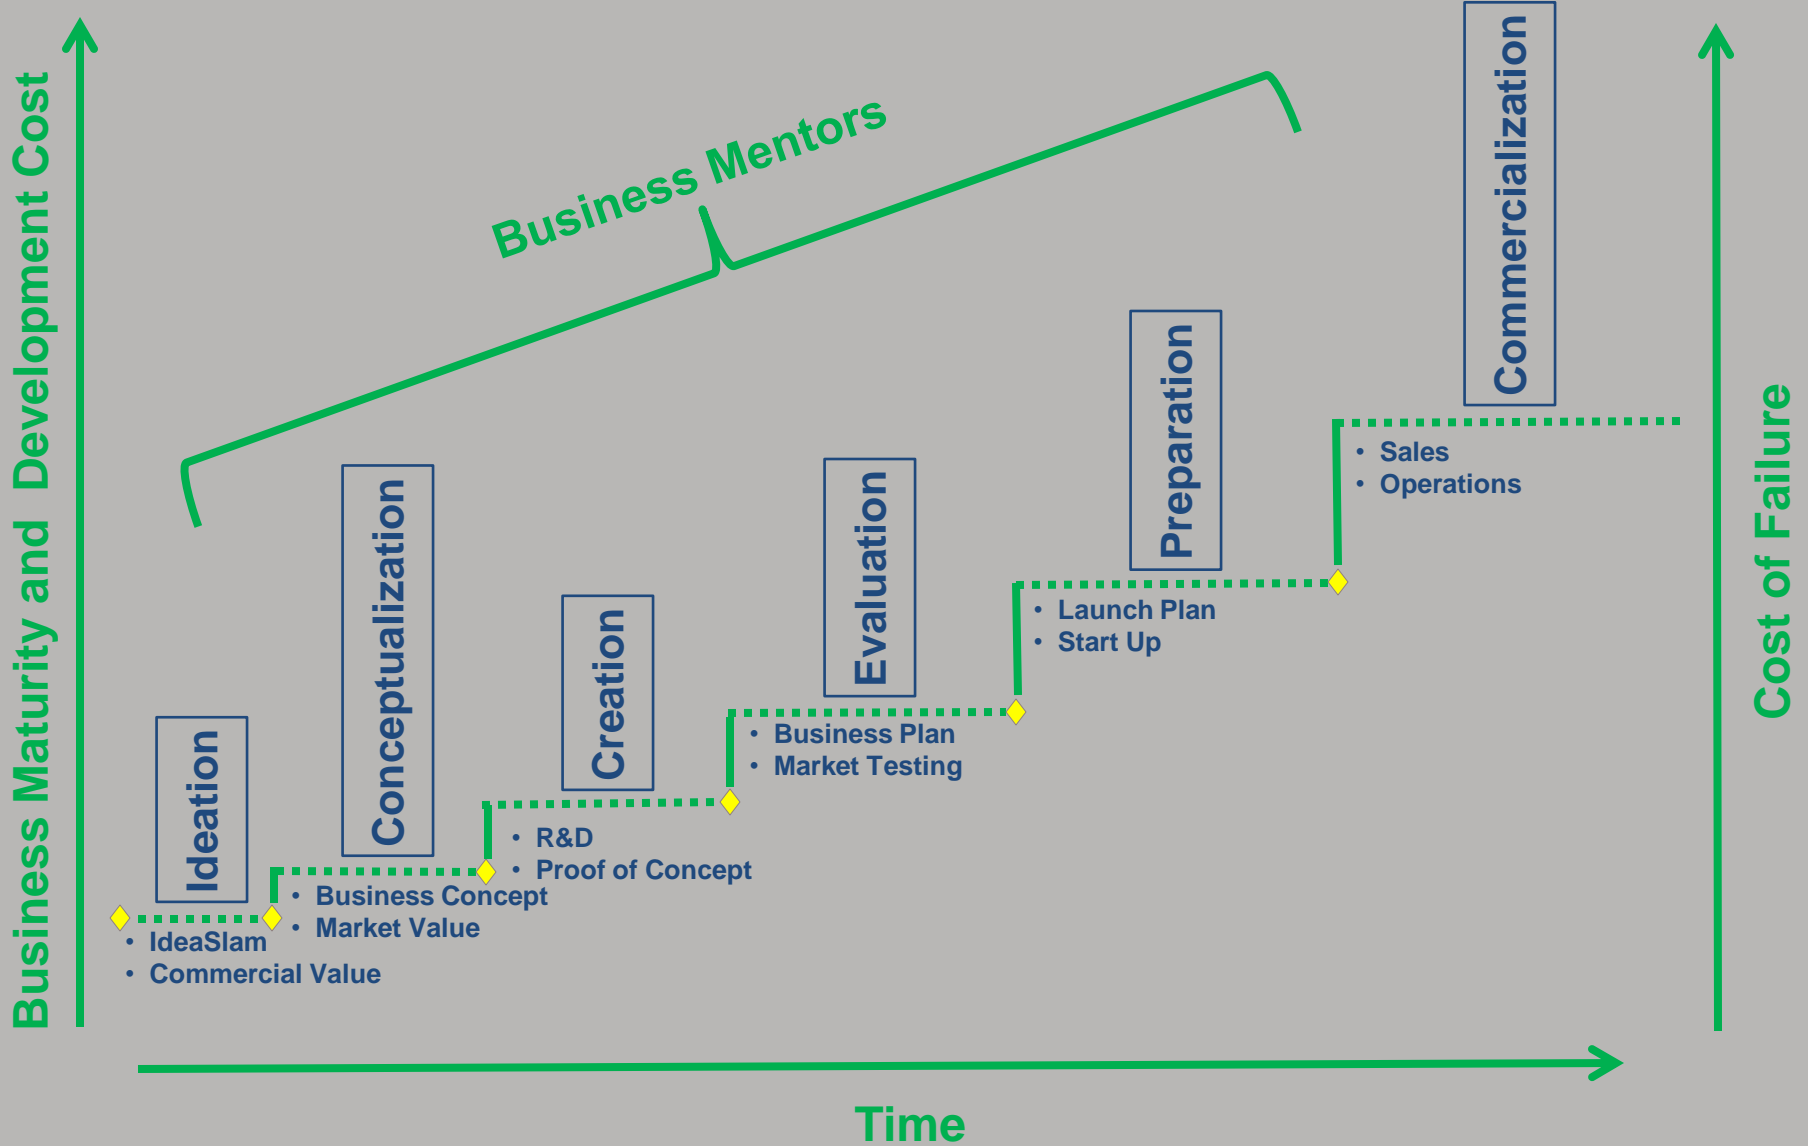 Business Maturity and Development Cost
Business Mentors
Ideation
• IdeaSlam
• Commercial Value
Conceptualization
• Business Concept
• Market Value
Creation
• R&D
• Proof of Concept
Evaluation
• Business Plan
• Market Testing
Preparation
• Launch Plan
• Start Up
Commercialization
• Sales
• Operations
Cost of Failure
Time